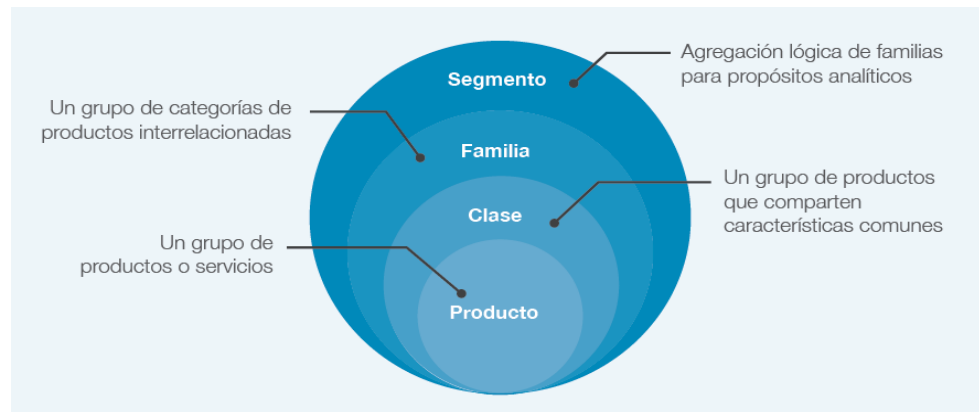 Segmento
Agregación lógica de familias
para propósitos analíticos
Un grupo de categorías de
productos interrelacionadas
Familia
Un grupo de productos
que comparten
características comunes
Clase
Un grupo de
productos o servicios
Producto